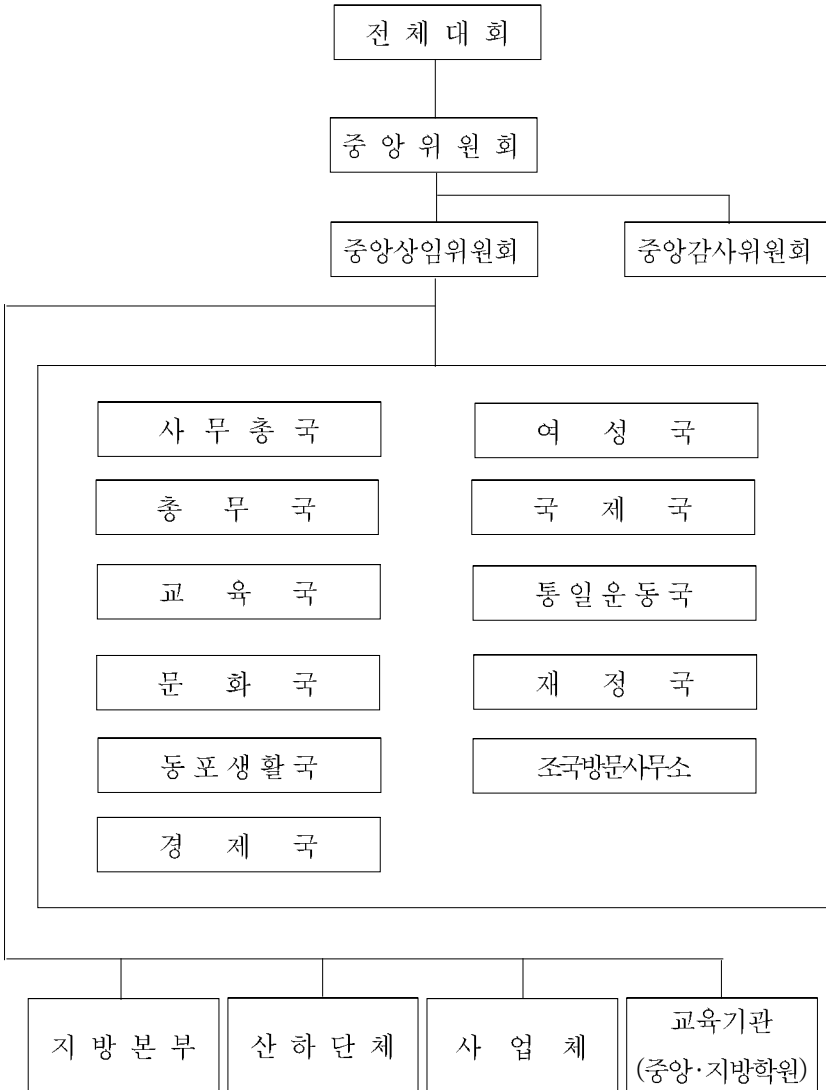 전 체 대 회
중 앙 위 원 회
중앙상임위원회
중앙감사위원회
사 무 총 국
여 성 국
총 무 국
국 제 국
교 육 국
통 일 운 동 국
문 화 국
재 정 국
동 포 생 활 국
조국방문사무소
경 제 국
지 방 본 부
산 하 단 체
사 업 체
교육기관
(중앙·지방학원)